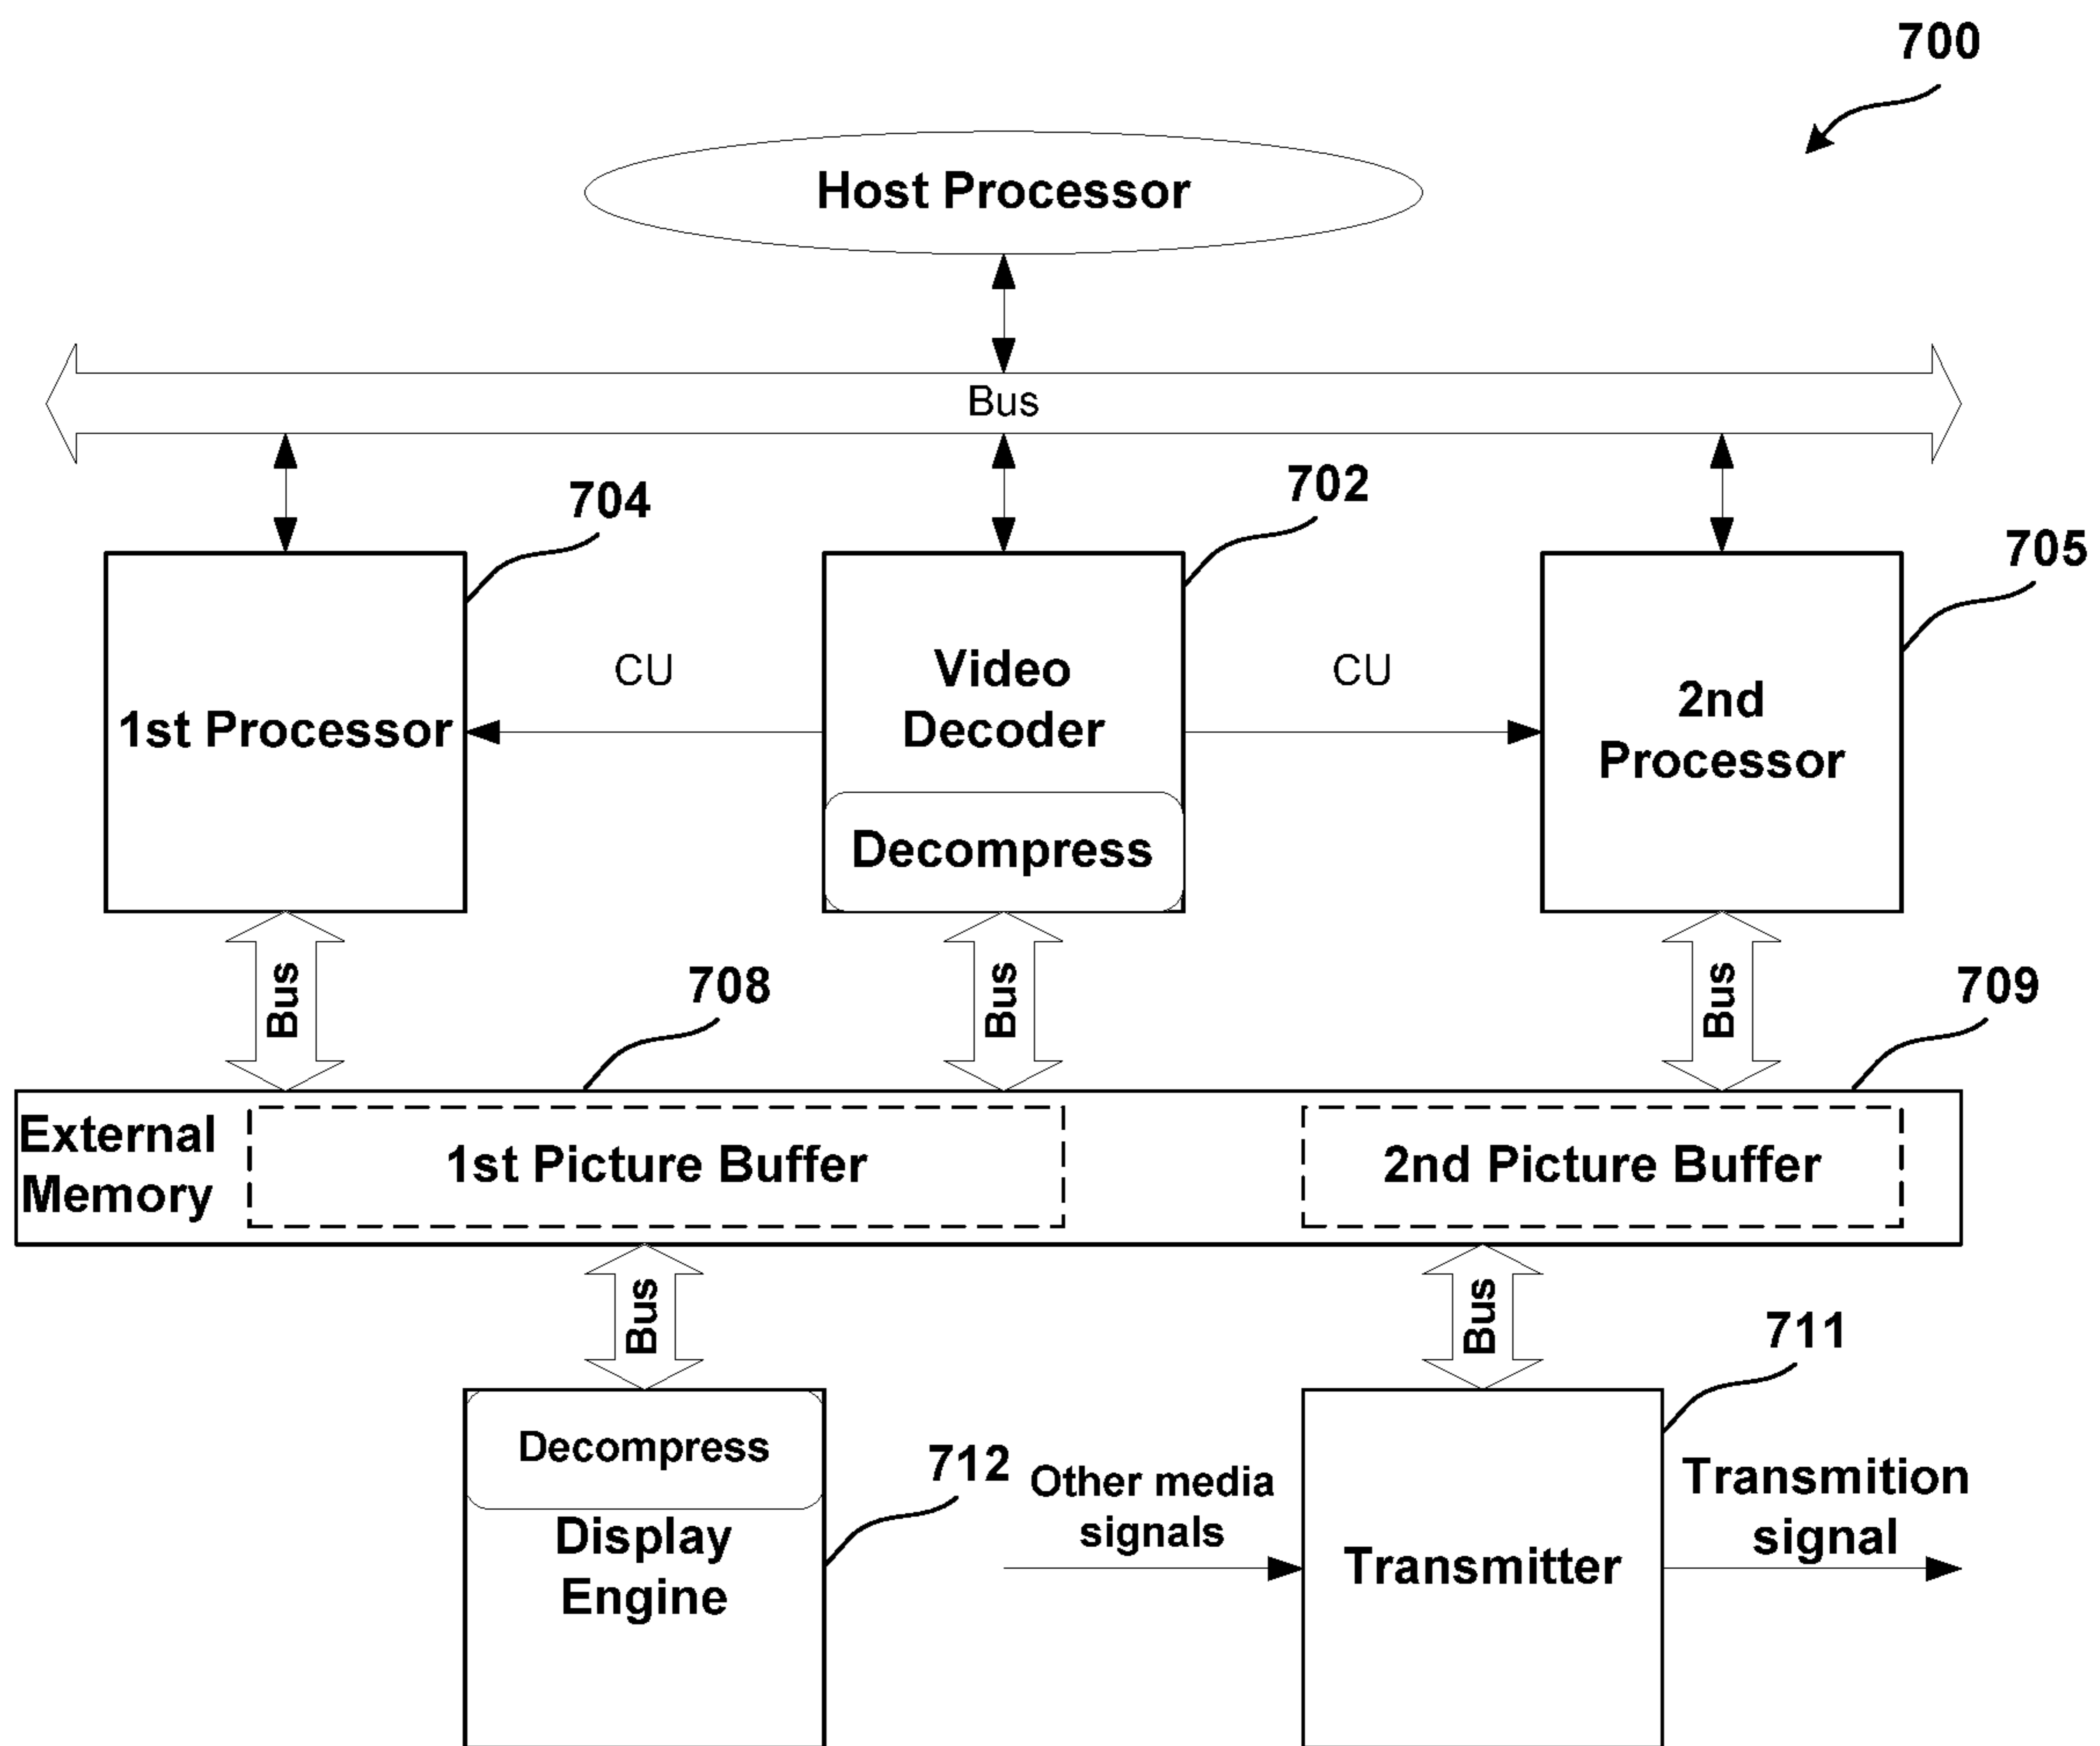 700
Host Processor
Bus
704
702
705
1st Processor
CU
Video
Decoder
Decompress
CU
2nd
Processor
Bus
Bus
Bus
708
709
External
Memory
1st Picture Buffer
2nd Picture Buffer
Bus
Bus
711
Decompress
Display
Engine
712
Other media
signals
Transmitter
Transmition
signal